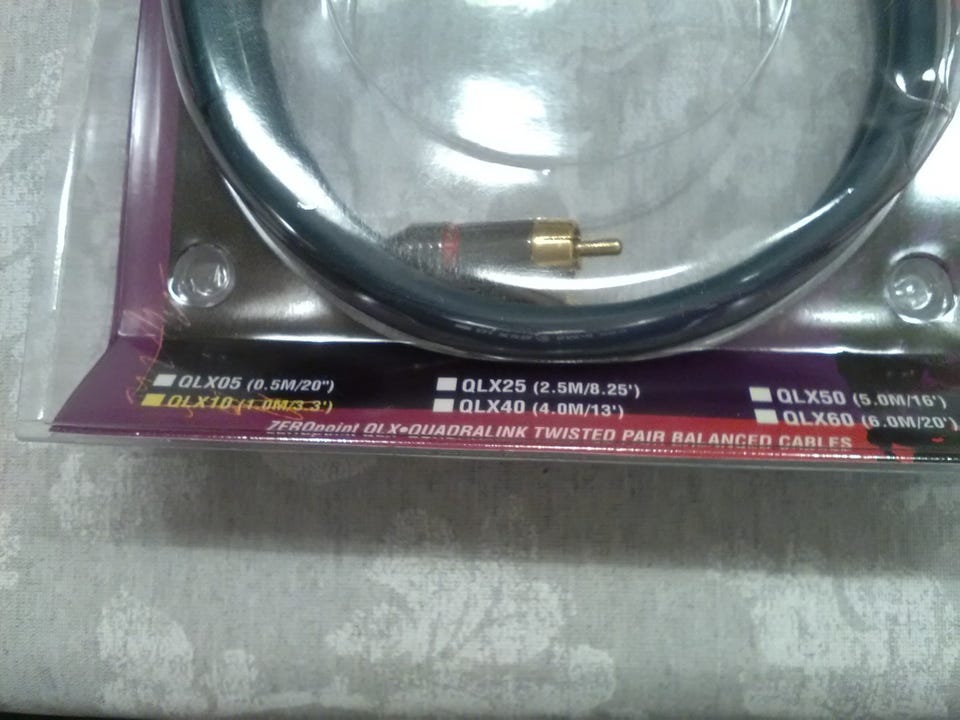 QLX05 (0.5M/20")
QLX10 (1.0M/3.3')
QLX25 (2.5M/8.25')
QLX40 (4.0M/13')
QLX50 (5.0M/16')
QLX60 (6.0M/20')
ZEROpoint QLX•QUADRALINK TWISTED PAIR BALANCED CABLES